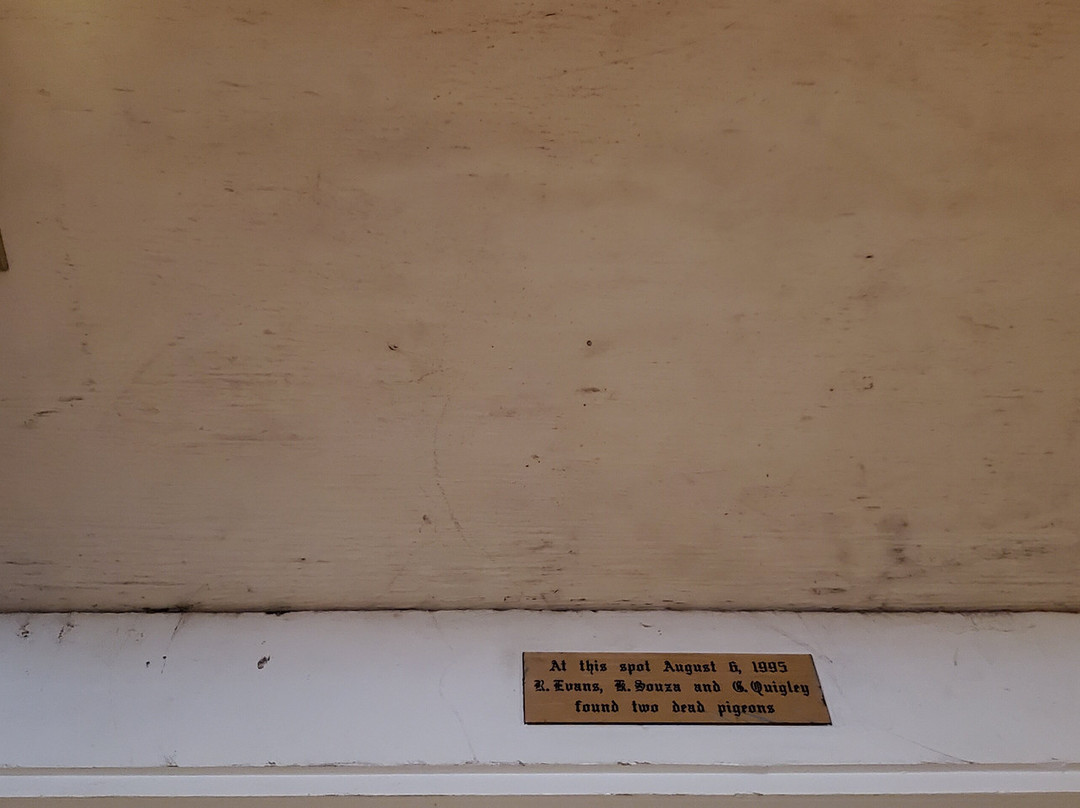 At this spot August 6, 1995
R. Evans, K. Souza and G. Quigley
found two dead pigeons